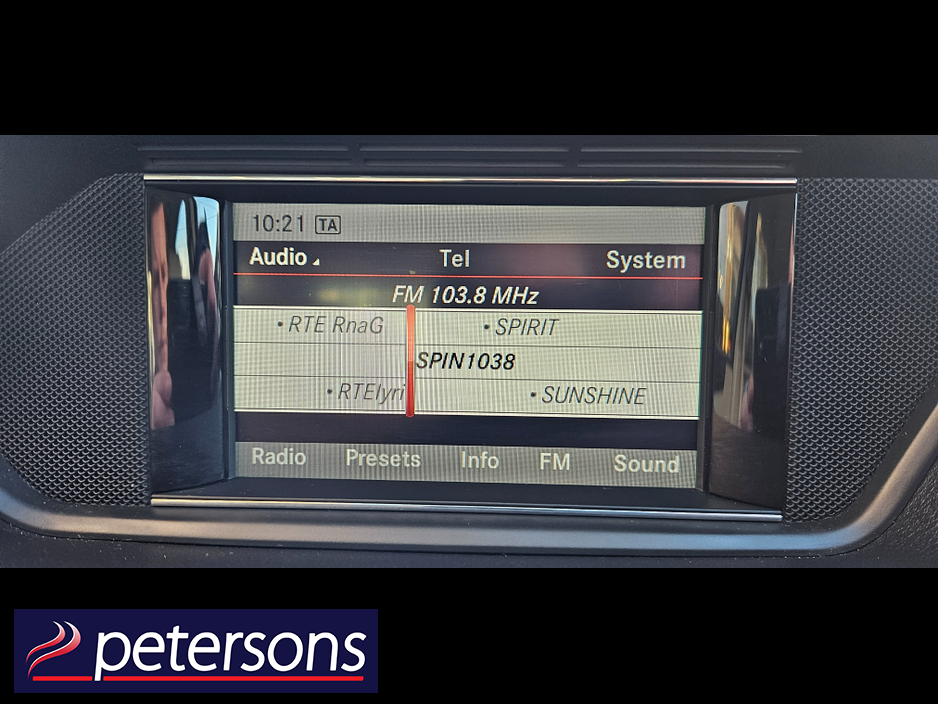 10:21 TA
Audio Tel System
FM 103.8 MHz
•RTE RnaG •SPIRIT
SPIN1038
•RTElyri •SUNSHINE
Radio Presets Info FM Sound
petersons